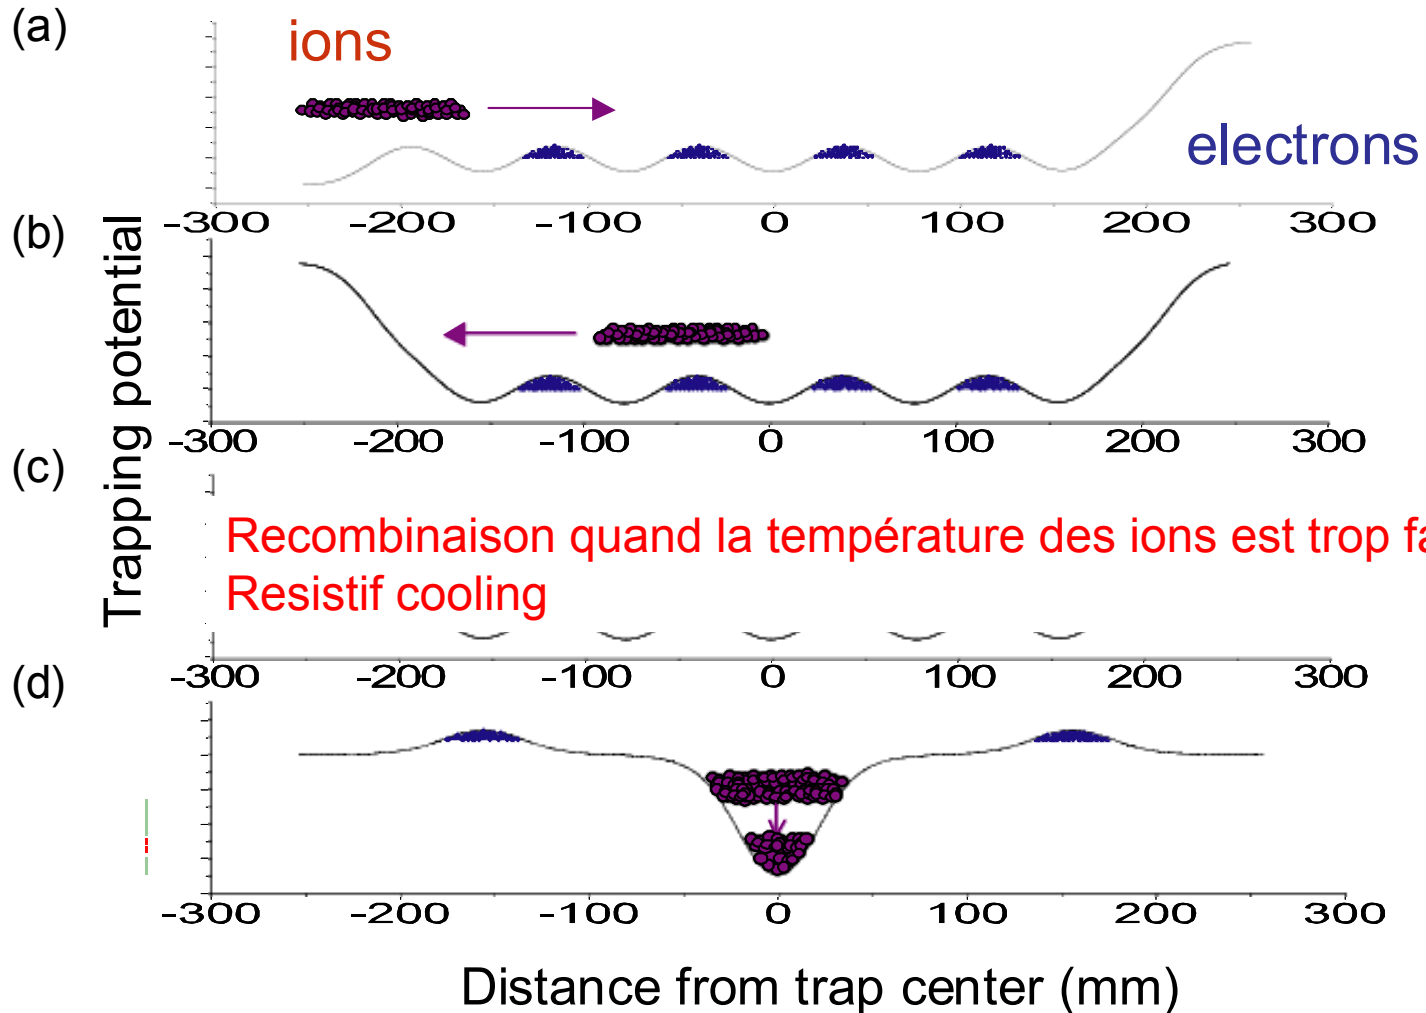 (a)
ions
electrons
-300 -200 -100 0 100 200 300
(b)
-300 -200 -100 0 100 200 300
(c)
Recombinaison quand la température des ions est trop fa
Resistif cooling
-300 -200 -100 0 100 200 300
(d)
-300 -200 -100 0 100 200 300
Trapping potential
Distance from trap center (mm)